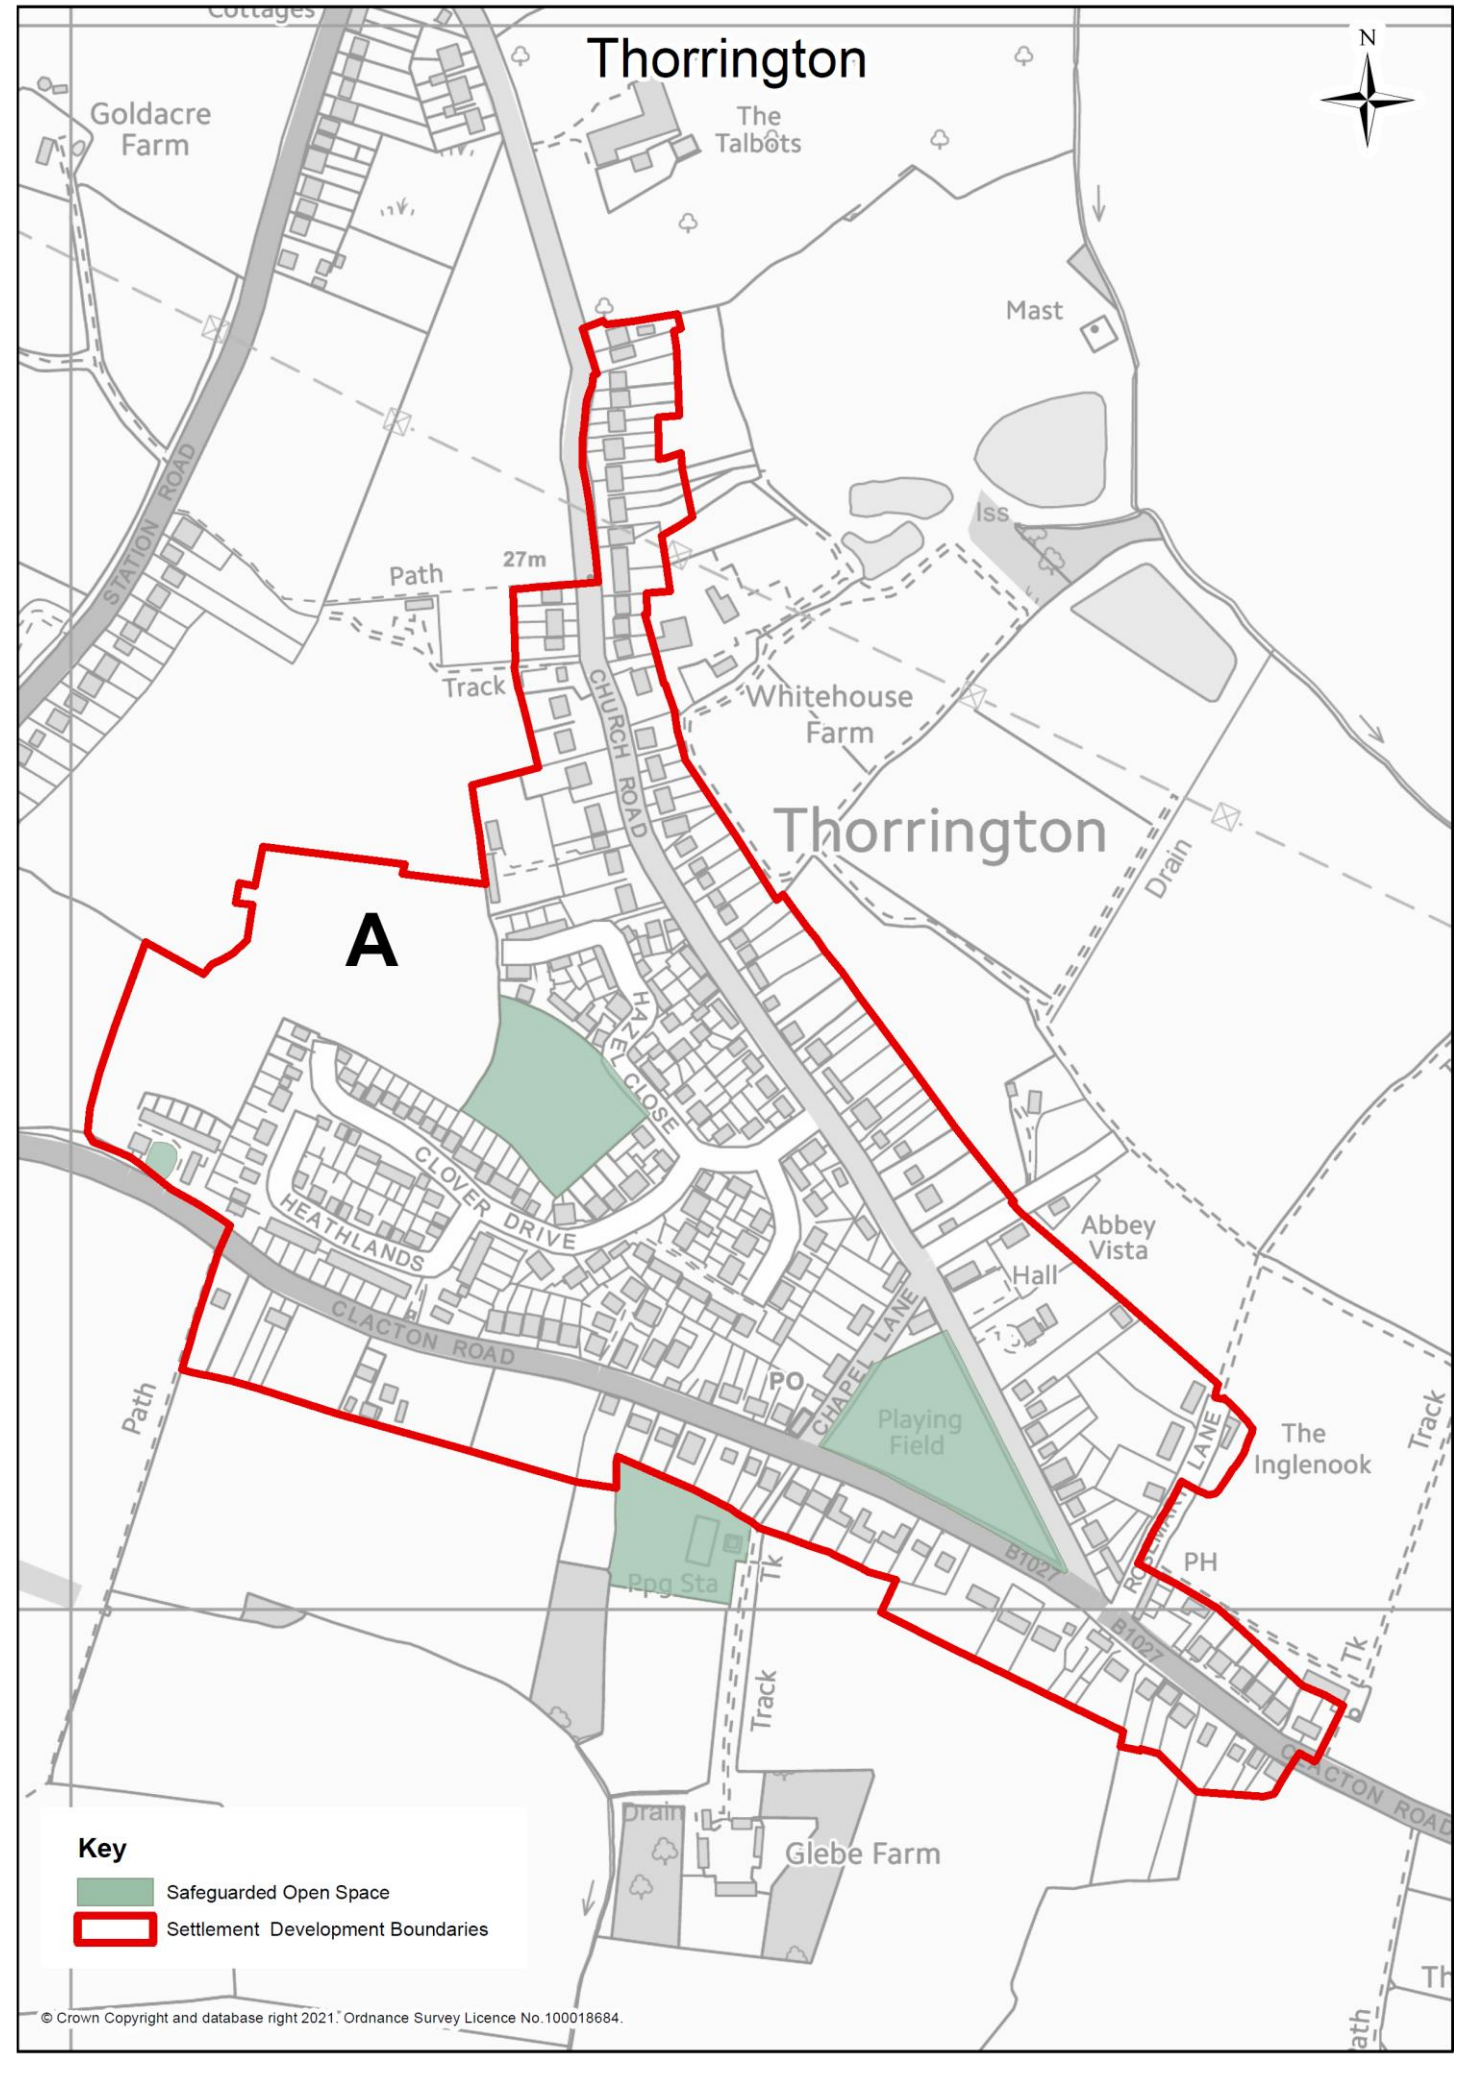 Cottages
Thorrington
N
Goldacre
Farm
The
Talbots
Mast
STATION ROAD
Iss
27m
Path
Track
CHURCH ROAD
Whitehouse
Farm
Thorrington
Drain
A
HAZEL CLOSE
CLOVER DRIVE
HEATHLANDS
CLACTON ROAD
Abbey
Vista
Hall
CHAPEL LANE
PO
Playing
Field
Path
ROSEMARY LANE
The
Inglenook
Track
B1027
PH
Ppg Sta
Tk
B1027
Tk
Track
CLACTON ROAD
Drain
Glebe Farm
Key
Safeguarded Open Space
Settlement Development Boundaries
Th
ath
© Crown Copyright and database right 2021. Ordnance Survey Licence No.100018684.